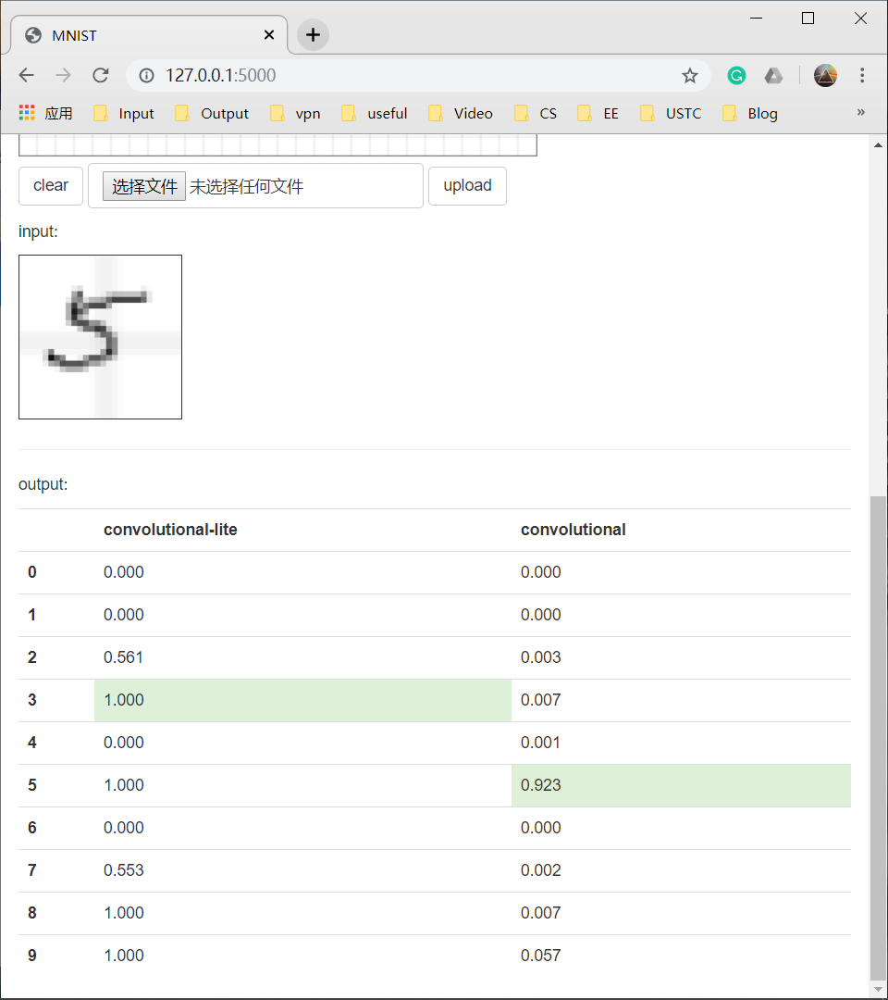 MNIST
127.0.0.1:5000
应用 Input Output vpn useful Video CS EE USTC Blog »
clear 选择文件 未选择任何文件 upload
input:
5
output:
convolutional-lite convolutional
0 0.000 0.000
1 0.000 0.000
2 0.561 0.003
3 1.000 0.007
4 0.000 0.001
5 1.000 0.923
6 0.000 0.000
7 0.553 0.002
8 1.000 0.007
9 1.000 0.057